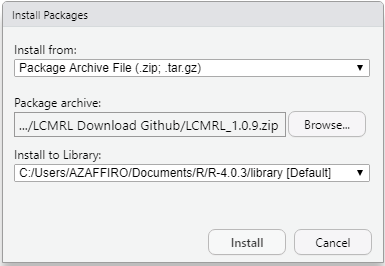 Install Packages
Install from:
Package Archive File (.zip; .tar.gz)
Package archive:
.../LCMRL Download Github/LCMRL_1.0.9.zip
Browse...
Install to Library:
C:/Users/AZAFFIRO/Documents/R/R-4.0.3/library [Default]
Install
Cancel